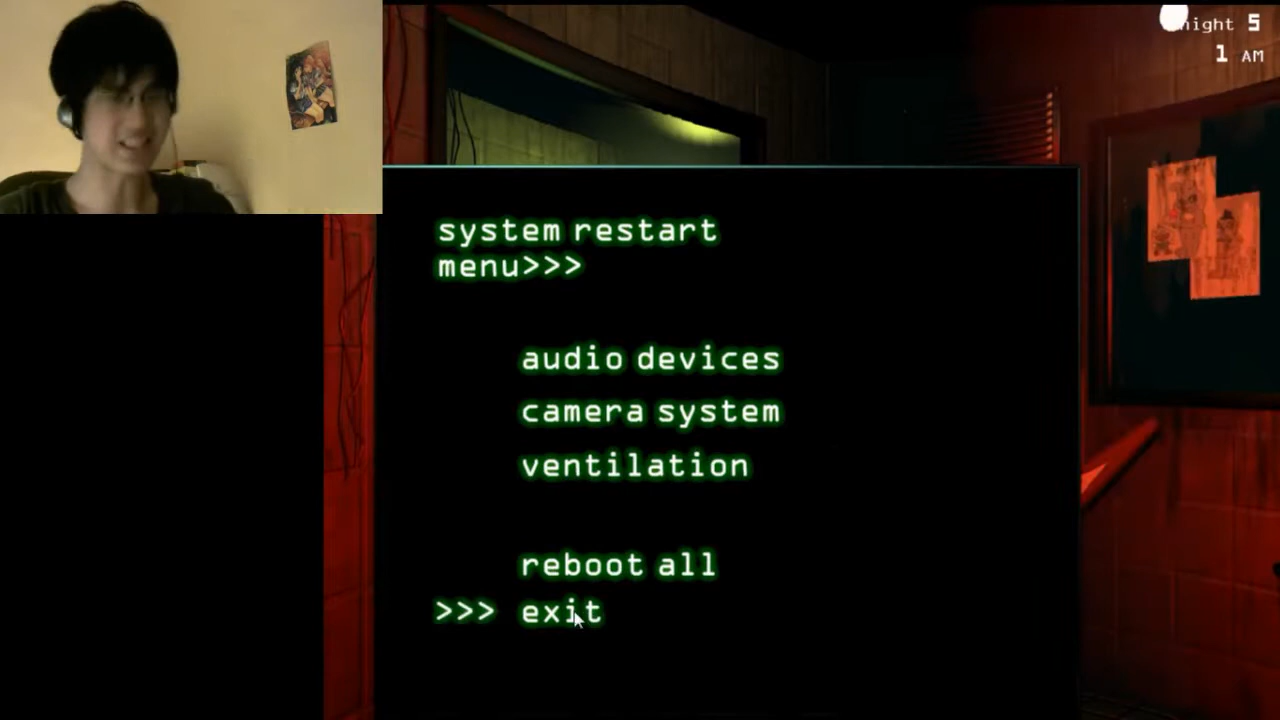 night 5
1 AM
system restart
menu>>>
audio devices
camera system
ventilation
reboot all
>>> exit